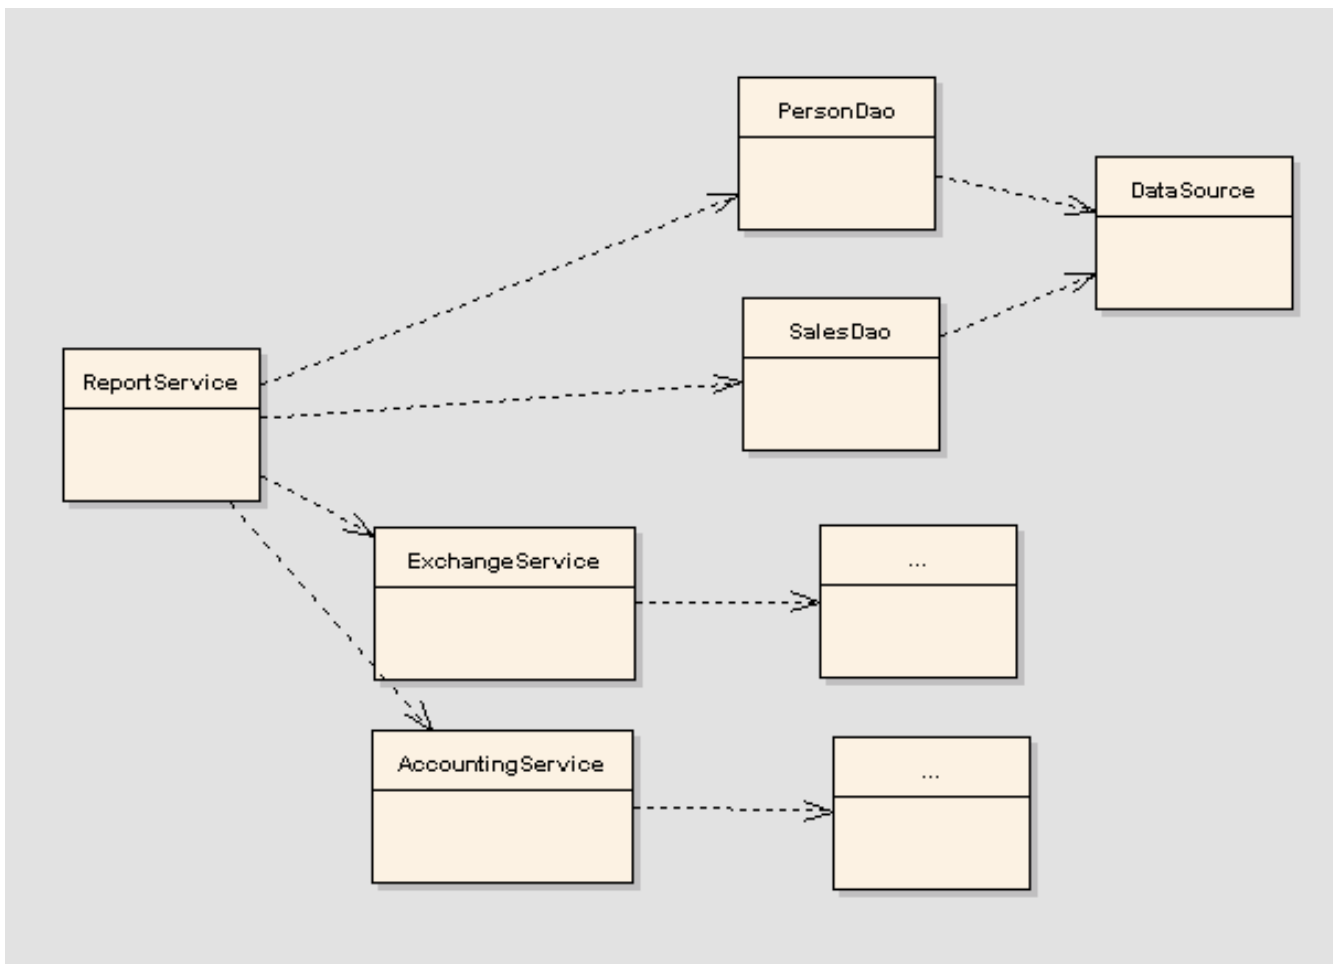 PersonDao
DataSource
SalesDao
ReportService
ExchangeService
...
AccountingService
...